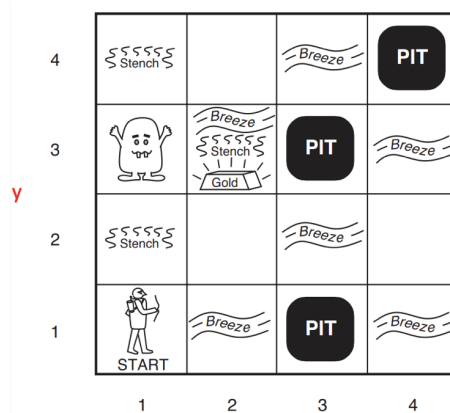 4
Stench
Breeze
PIT
3
Breeze
Stench
Gold
PIT
Breeze
y
2
Stench
Breeze
1
START
Breeze
PIT
Breeze
1 2 3 4